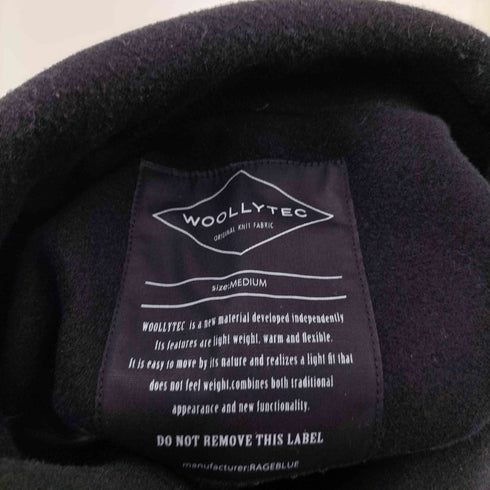 WOOLLYTEC
ORIGINAL KNIT FABRIC
size:MEDIUM
WOOLLYTEC is a new material developed independently
Its features are light weight, warm and flexible.
It is easy to move by its nature and realizes a light fit that
does not feel weight.combines both traditional
appearance and new functionality.
DO NOT REMOVE THIS LABEL
manufacturer:RAGEBLUE